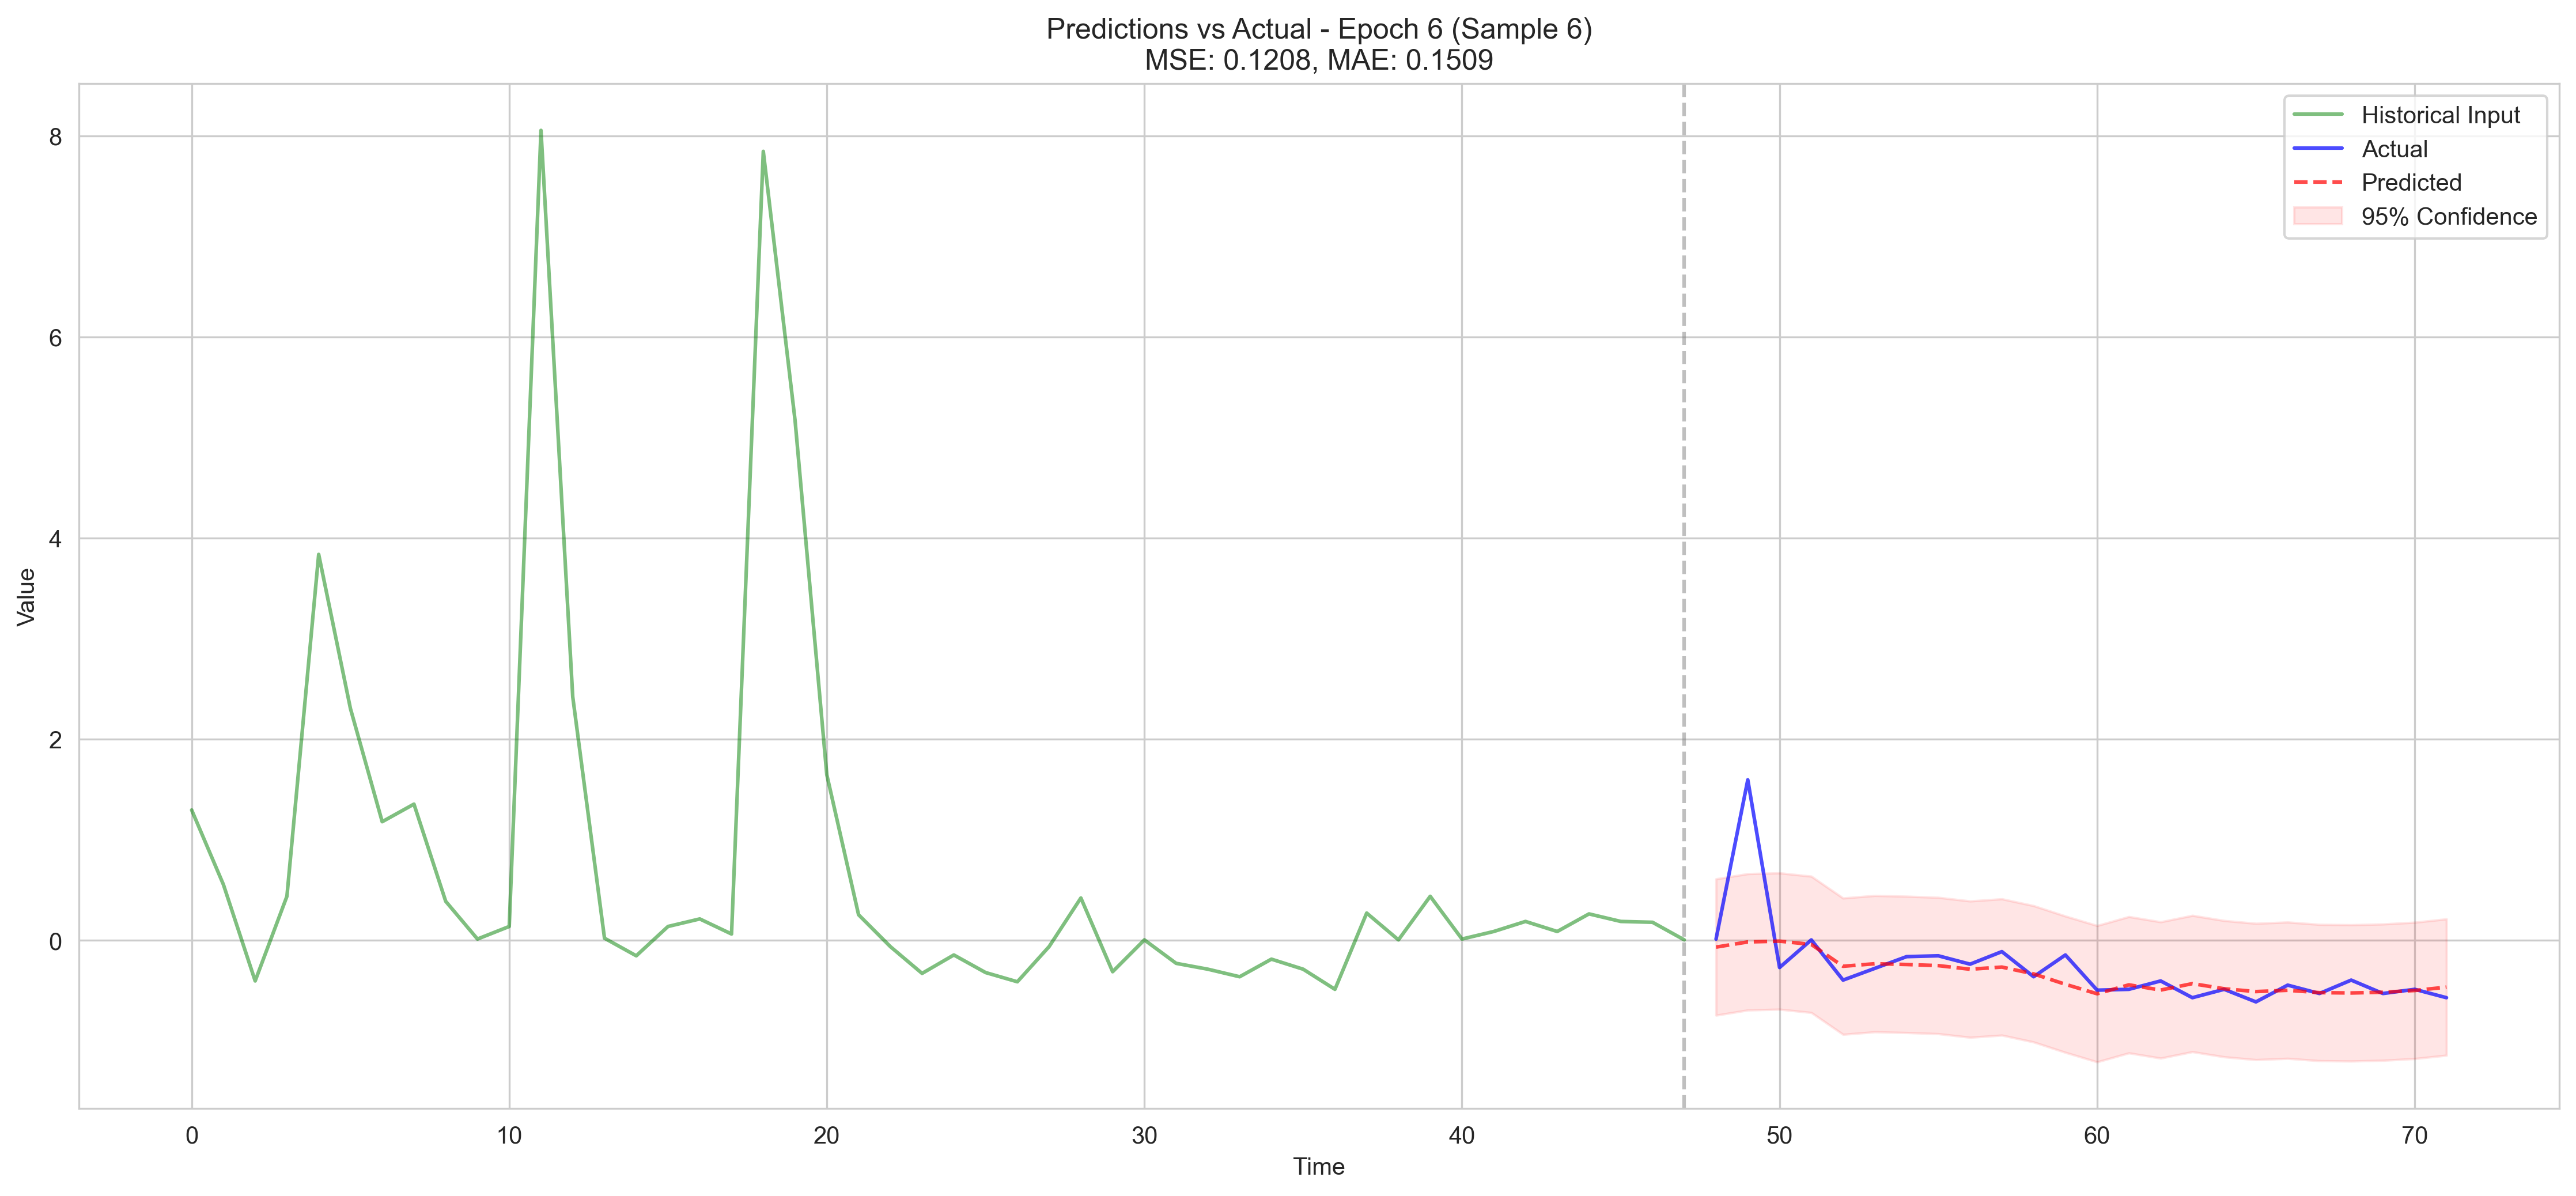 Predictions vs Actual - Epoch 6 (Sample 6)
MSE: 0.1208, MAE: 0.1509
Historical Input
Actual
Predicted
95% Confidence
Value
8
6
4
2
0
0
10
20
30
40
50
60
70
Time